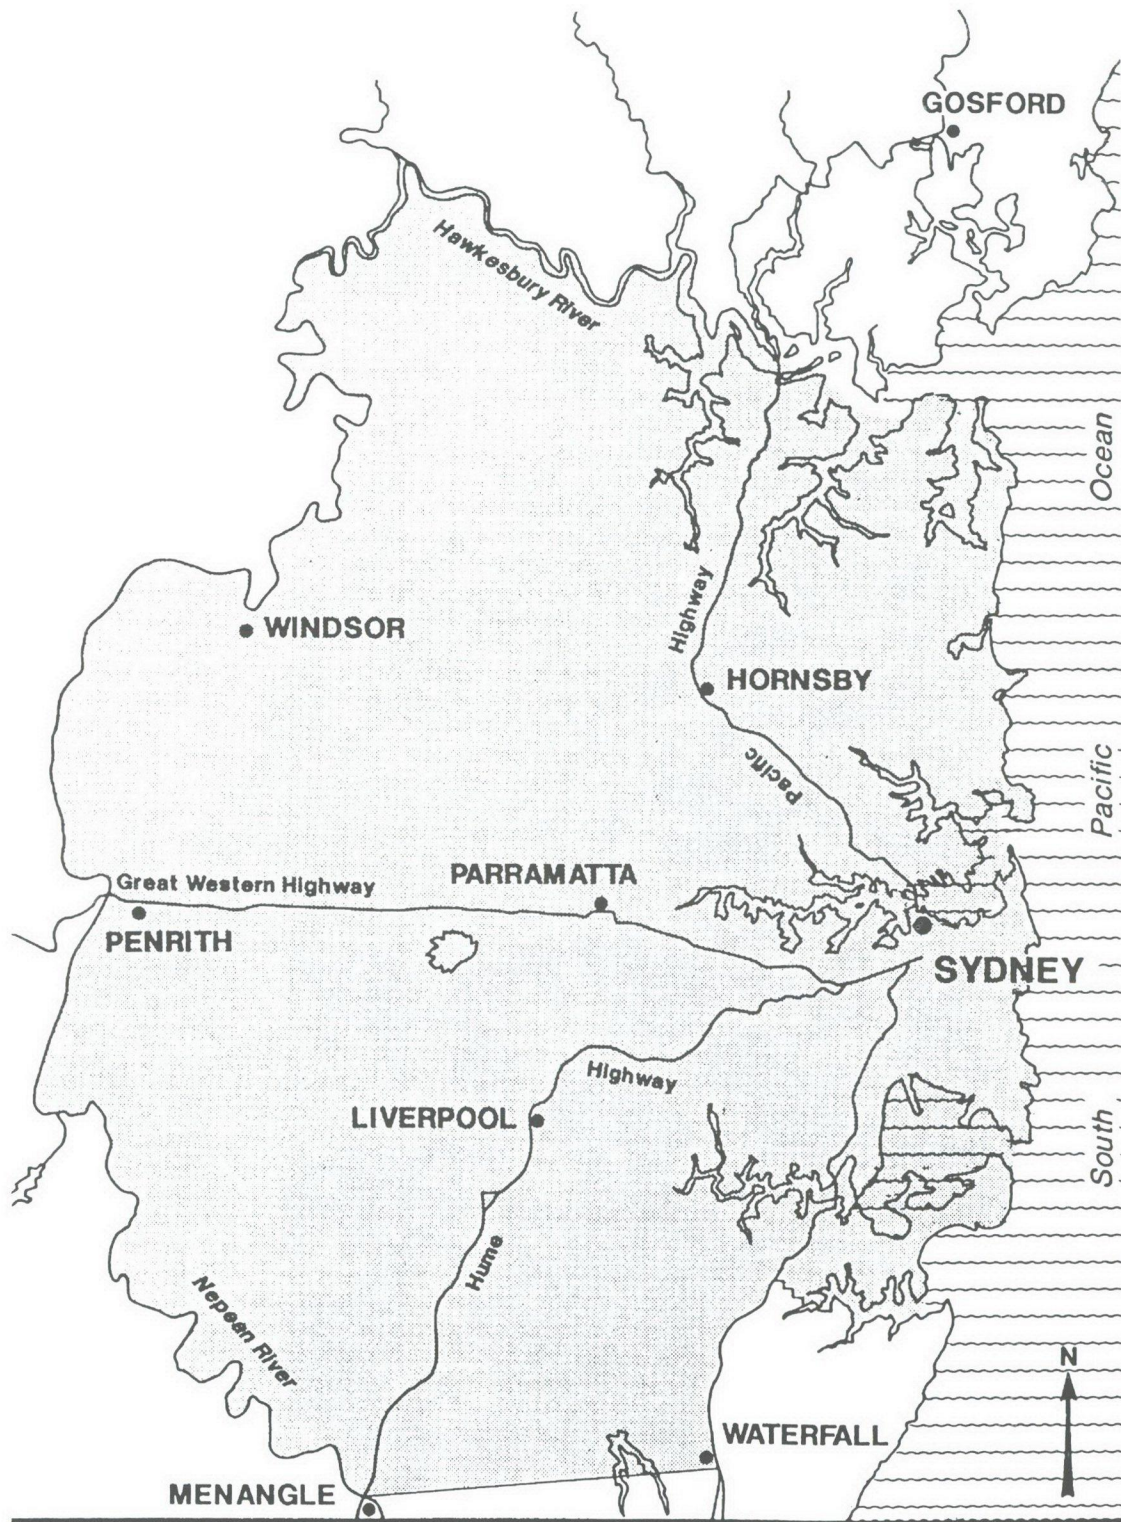 GOSFORD
Hawkesbury River
Ocean
WINDSOR
Highway
HORNSBY
Pacific
Pacific
PARRAMATTA
Great Western Highway
PENRITH
SYDNEY
Highway
LIVERPOOL
South
Hume
Nepean River
N
WATERFALL
MENANGLE